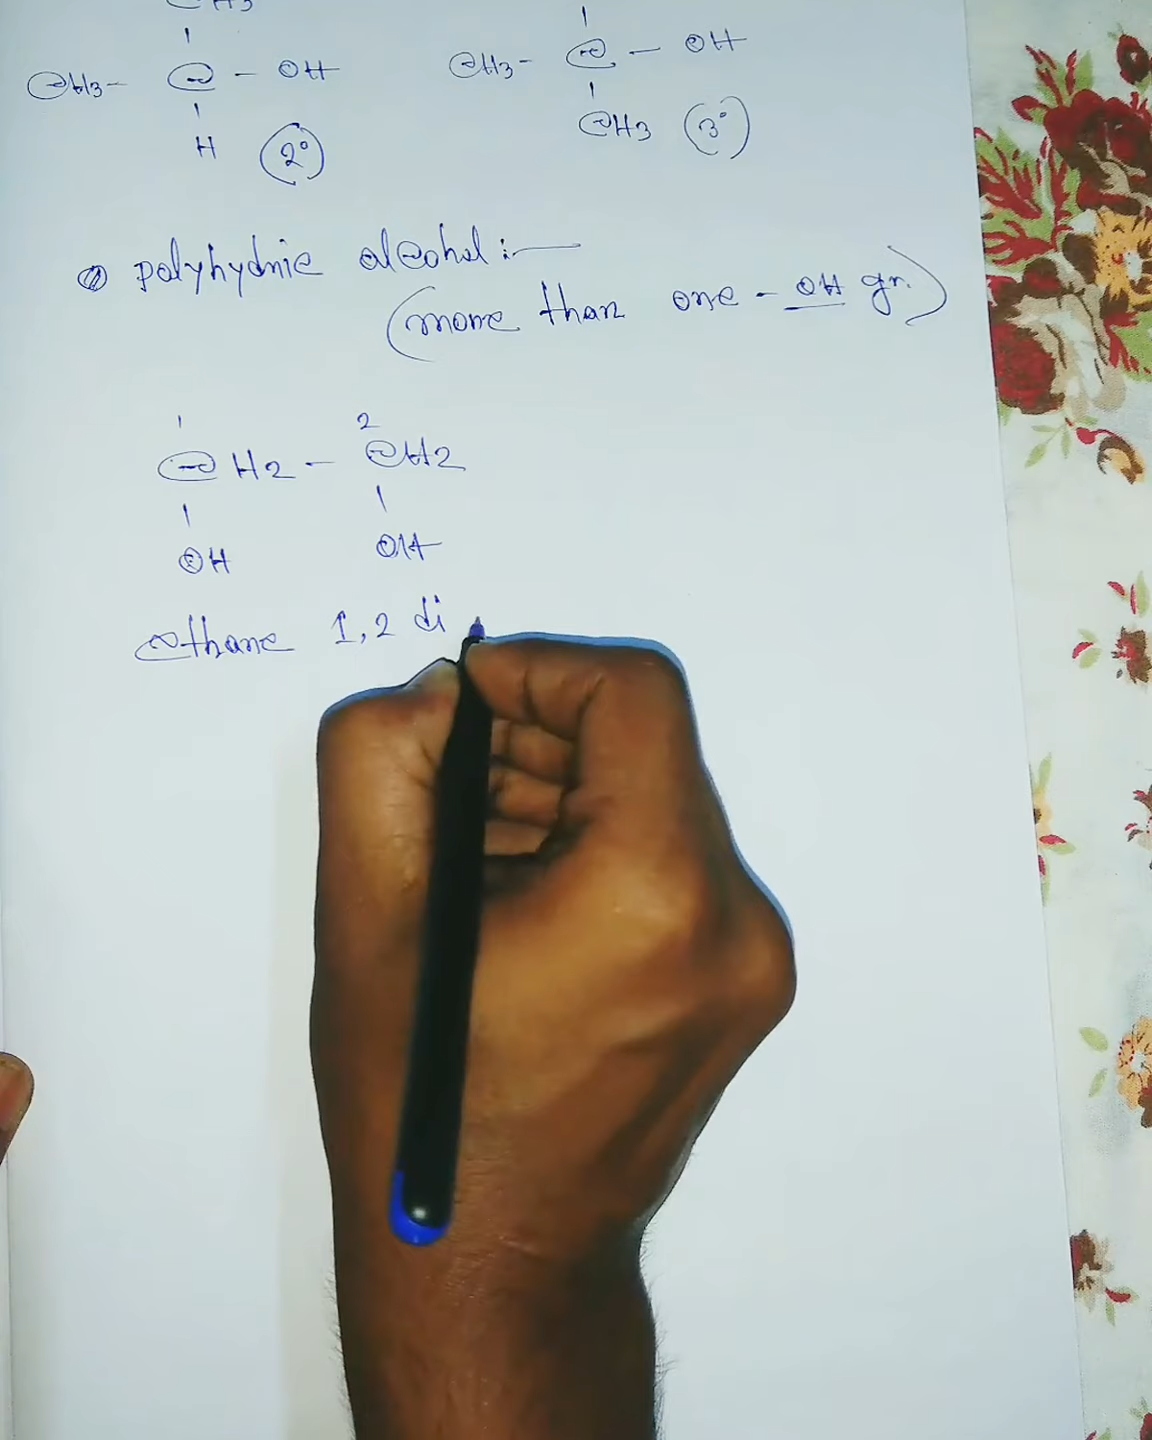 CH3
CH3 - C - OH
H (2°)
CH3 - C - OH
CH3 (3°)
polyhydric alcohol :-
(more than one - OH gr.)
1 2
CH2 - CH2
OH OH
ethane 1,2 di